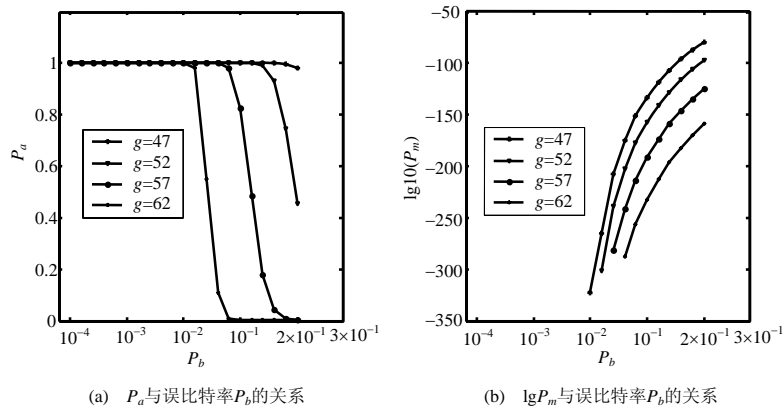 1
0.8
0.6
0.4
0.2
0
P_a
g=47
g=52
g=57
g=62
10^-4
10^-3
10^-2
10^-1
2×10^-1
3×10^-1
P_b
(a) P_a与误比特率P_b的关系
-50
-100
-150
-200
-250
-300
-350
lg10(P_m)
g=47
g=52
g=57
g=62
10^-4
10^-3
10^-2
10^-1
2×10^-1
3×10^-1
P_b
(b) lgP_m与误比特率P_b的关系